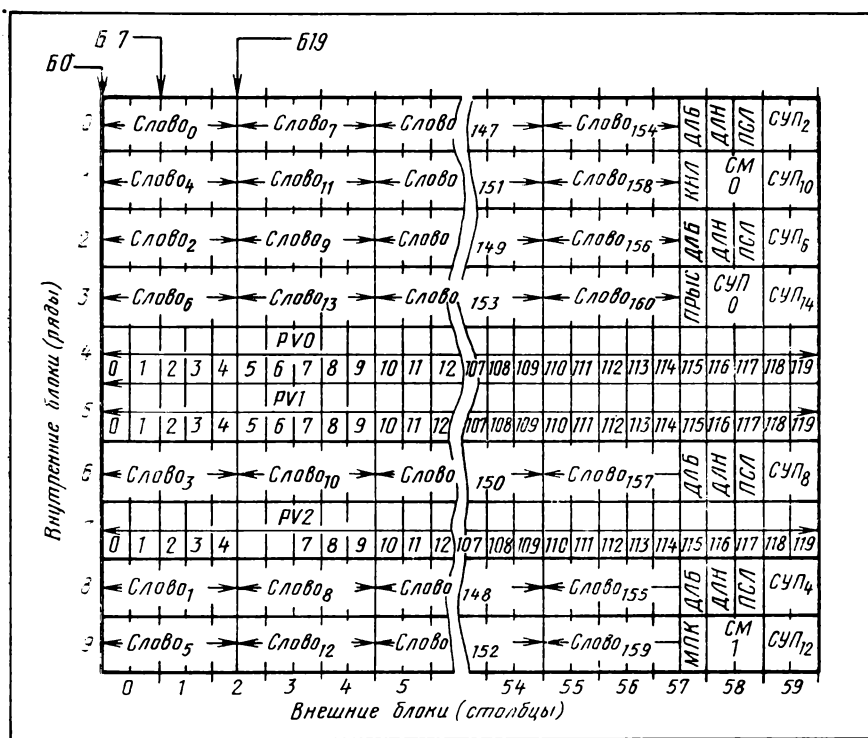 Б0 Б7 Б19
0 Слово0 Слово7 Слово 147 Слово154 ДЛБ ДЛН ПСЛ СУП2
1 Слово4 Слово11 Слово 151 Слово158 КНЛ СМ 0 СУП10
2 Слово2 Слово9 Слово 149 Слово156 ДЛБ ДЛН ПСЛ СУП6
3 Слово6 Слово13 Слово 153 Слово160 ПРЫС СУП 0 СУП14
4 PV0
0 1 2 3 4 5 6 7 8 9 10 11 12 107 108 109 110 111 112 113 114 115 116 117 118 119
5 PV1
0 1 2 3 4 5 6 7 8 9 10 11 12 107 108 109 110 111 112 113 114 115 116 117 118 119
6 Слово3 Слово10 Слово 150 Слово157 ДЛБ ДЛН ПСЛ СУП8
7 PV2
0 1 2 3 4 7 8 9 10 11 12 107 108 109 110 111 112 113 114 115 116 117 118 119
8 Слово1 Слово8 Слово 148 Слово155 ДЛБ ДЛН ПСЛ СУП4
9 Слово5 Слово12 Слово 152 Слово159 МПК СМ 1 СУП12
0 1 2 3 4 5 54 55 56 57 58 59
Внешние блоки (столбцы)
Внутренние блоки (ряды)